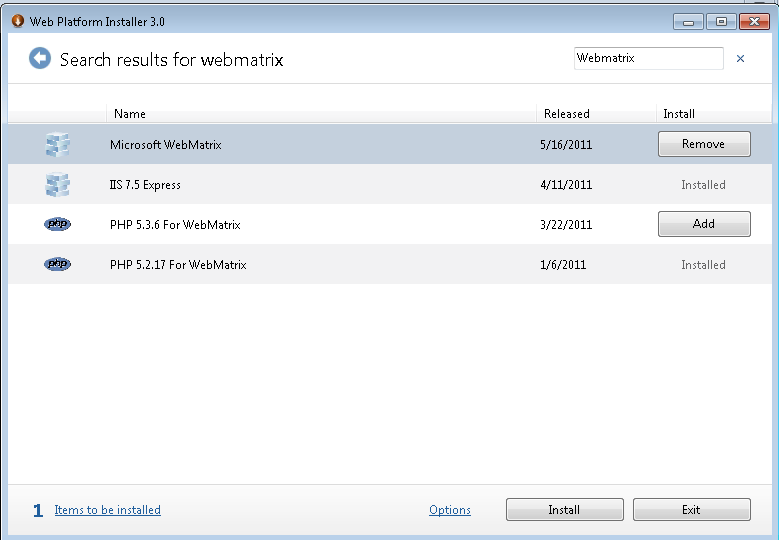 Web Platform Installer 3.0
Search results for webmatrix
Webmatrix
Name Released Install
Microsoft WebMatrix 5/16/2011 Remove
IIS 7.5 Express 4/11/2011 Installed
php PHP 5.3.6 For WebMatrix 3/22/2011 Add
php PHP 5.2.17 For WebMatrix 1/6/2011 Installed
1 Items to be installed Options Install Exit